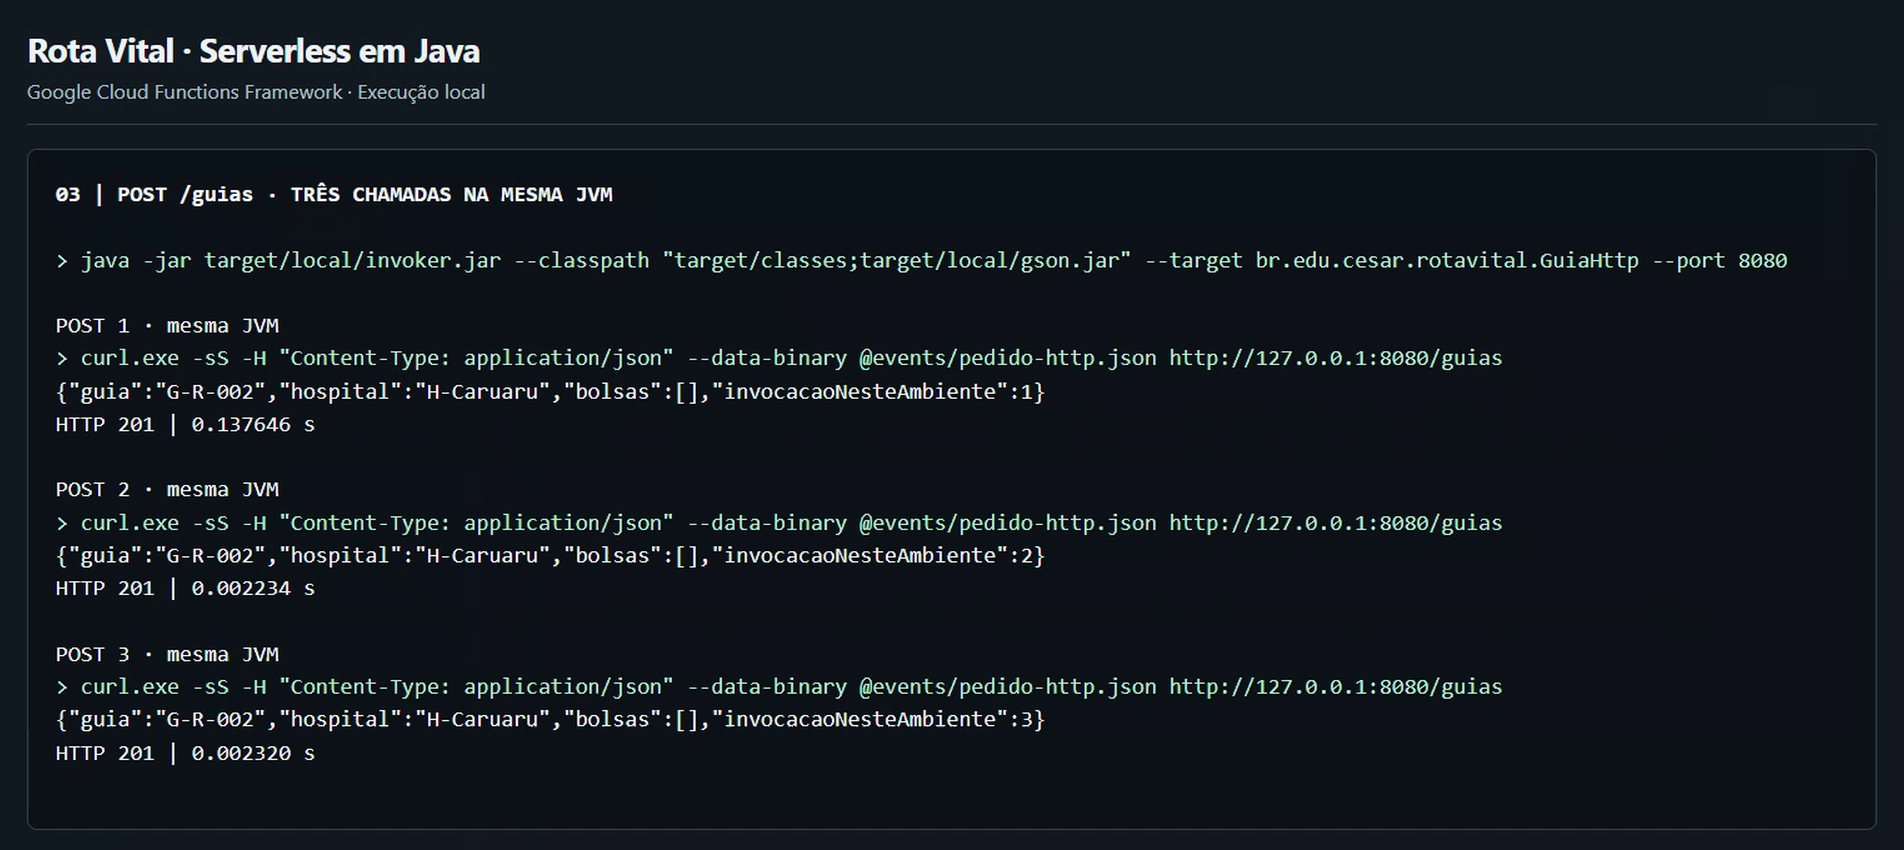 Rota Vital · Serverless em Java
Google Cloud Functions Framework · Execução local
03 | POST /guias · TRÊS CHAMADAS NA MESMA JVM
> java -jar target/local/invoker.jar --classpath "target/classes;target/local/gson.jar" --target br.edu.cesar.rotavital.GuiaHttp --port 8080
POST 1 · mesma JVM
> curl.exe -sS -H "Content-Type: application/json" --data-binary @events/pedido-http.json http://127.0.0.1:8080/guias
{"guia":"G-R-002","hospital":"H-Caruaru","bolsas":[],"invocacaoNesteAmbiente":1}
HTTP 201 | 0.137646 s
POST 2 · mesma JVM
> curl.exe -sS -H "Content-Type: application/json" --data-binary @events/pedido-http.json http://127.0.0.1:8080/guias
{"guia":"G-R-002","hospital":"H-Caruaru","bolsas":[],"invocacaoNesteAmbiente":2}
HTTP 201 | 0.002234 s
POST 3 · mesma JVM
> curl.exe -sS -H "Content-Type: application/json" --data-binary @events/pedido-http.json http://127.0.0.1:8080/guias
{"guia":"G-R-002","hospital":"H-Caruaru","bolsas":[],"invocacaoNesteAmbiente":3}
HTTP 201 | 0.002320 s